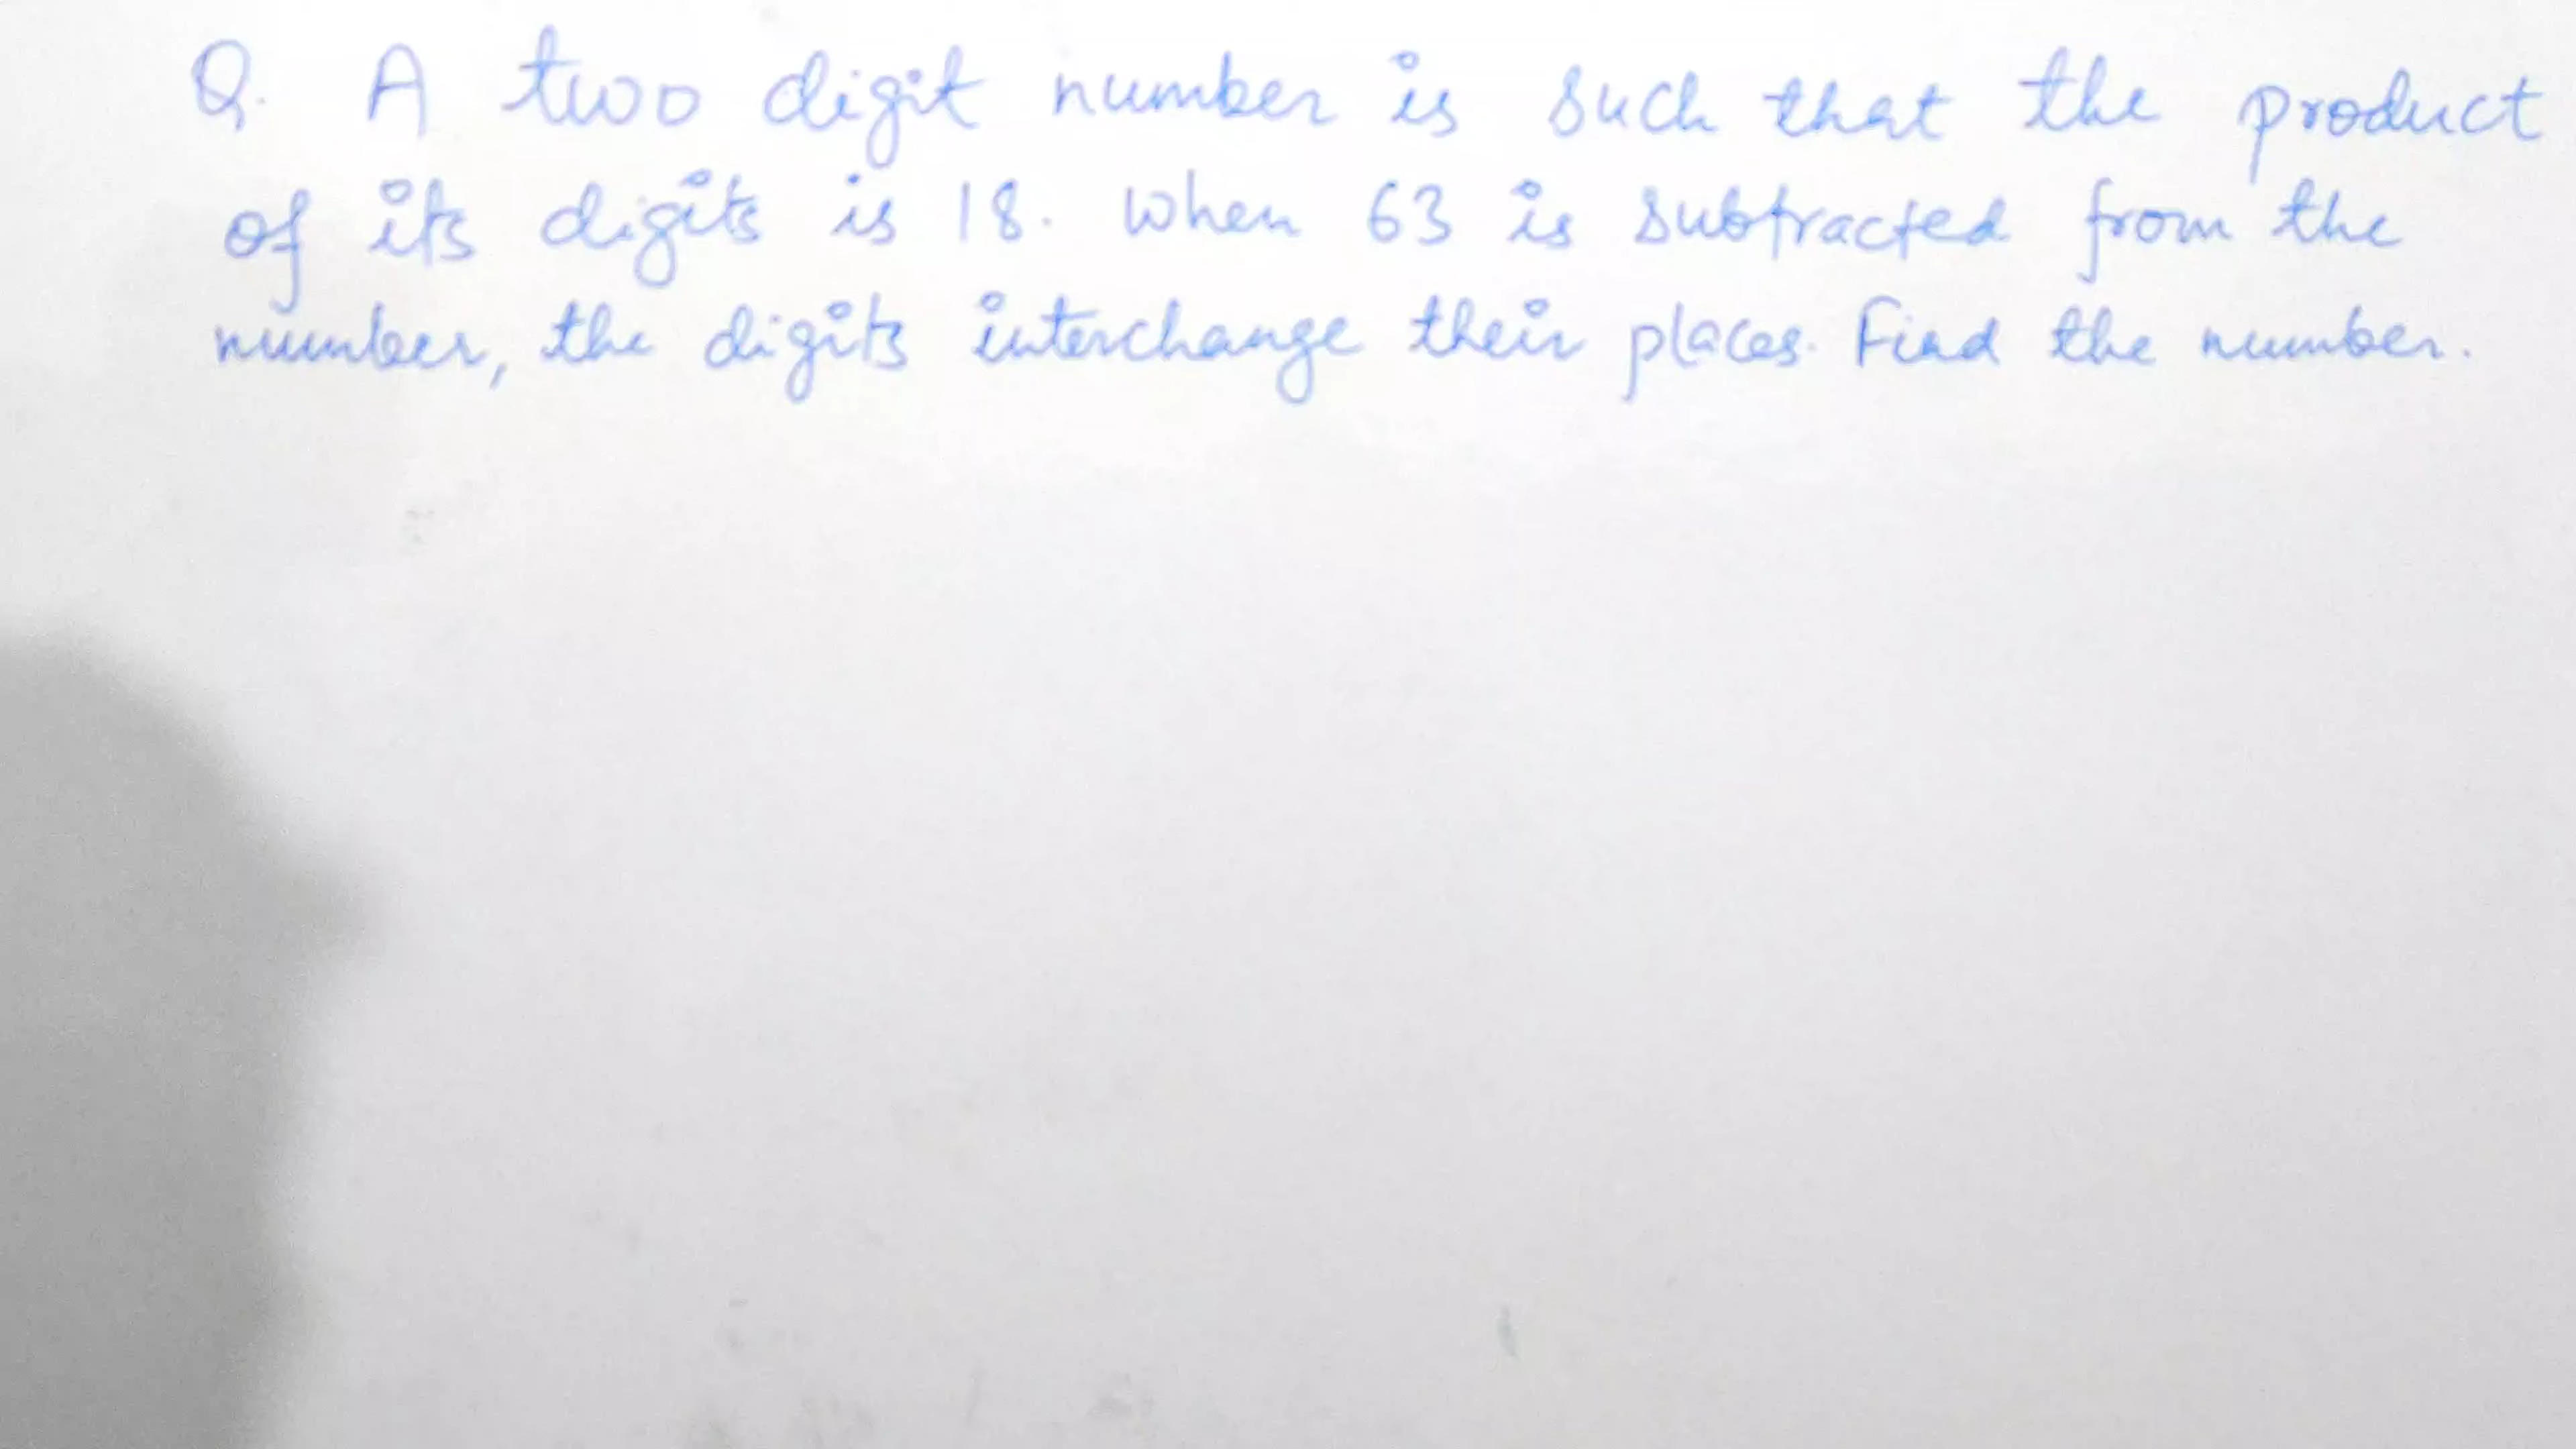 Q. A two digit number is such that the product
of its digits is 18. When 63 is subtracted from the
number, the digits interchange their places. Find the number.